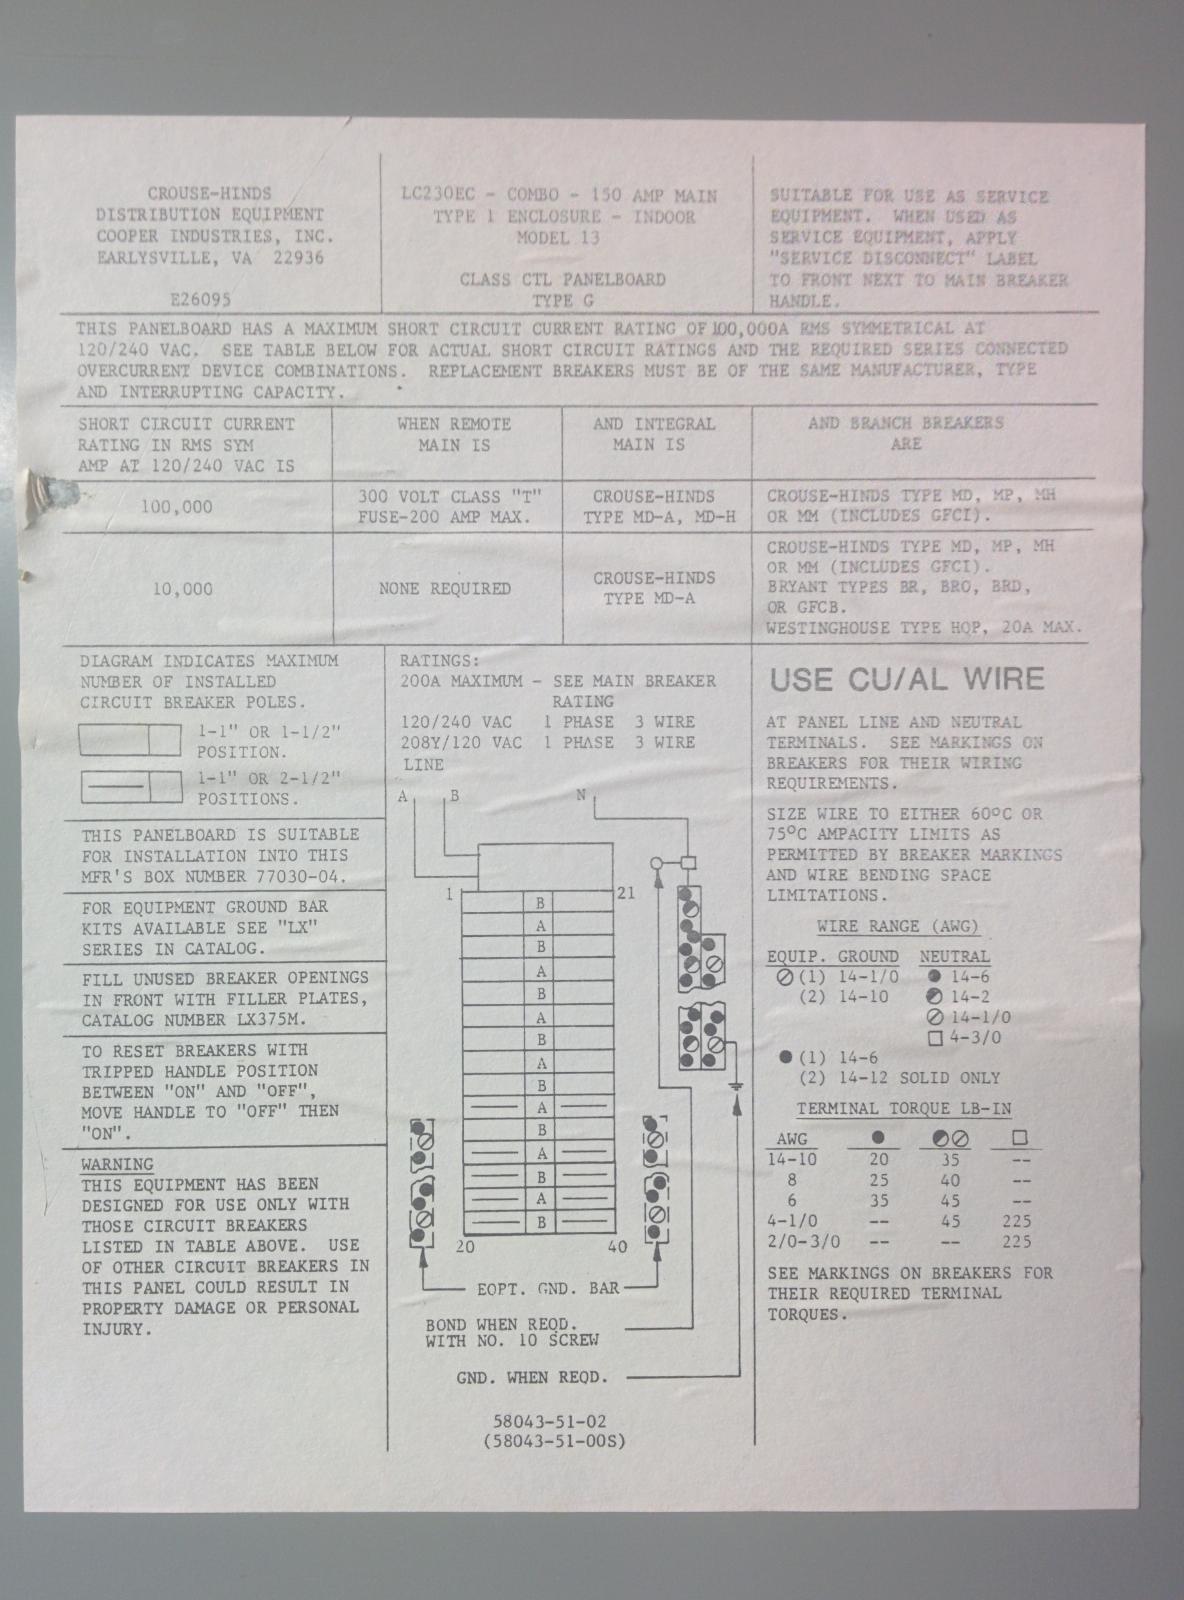 CROUSE-HINDS
DISTRIBUTION EQUIPMENT
COOPER INDUSTRIES, INC.
EARLYSVILLE, VA 22936
E26095
LC230EC - COMBO - 150 AMP MAIN
TYPE 1 ENCLOSURE - INDOOR
MODEL 13
CLASS CTL PANELBOARD
TYPE G
SUITABLE FOR USE AS SERVICE
EQUIPMENT. WHEN USED AS
SERVICE EQUIPMENT, APPLY
"SERVICE DISCONNECT" LABEL
TO FRONT NEXT TO MAIN BREAKER
HANDLE.
THIS PANELBOARD HAS A MAXIMUM SHORT CIRCUIT CURRENT RATING OF 100,000A RMS SYMMETRICAL AT
120/240 VAC. SEE TABLE BELOW FOR ACTUAL SHORT CIRCUIT RATINGS AND THE REQUIRED SERIES CONNECTED
OVERCURRENT DEVICE COMBINATIONS. REPLACEMENT BREAKERS MUST BE OF THE SAME MANUFACTURER, TYPE
AND INTERRUPTING CAPACITY.
SHORT CIRCUIT CURRENT
RATING IN RMS SYM
AMP AT 120/240 VAC IS
WHEN REMOTE
MAIN IS
AND INTEGRAL
MAIN IS
AND BRANCH BREAKERS
ARE
100,000
300 VOLT CLASS "T"
FUSE-200 AMP MAX.
CROUSE-HINDS
TYPE MD-A, MD-H
CROUSE-HINDS TYPE MD, MP, MH
OR MM (INCLUDES GFCI).
10,000
NONE REQUIRED
CROUSE-HINDS
TYPE MD-A
CROUSE-HINDS TYPE MD, MP, MH
OR MM (INCLUDES GFCI).
BRYANT TYPES BR, BRO, BRD,
OR GFCB.
WESTINGHOUSE TYPE HQP, 20A MAX.
DIAGRAM INDICATES MAXIMUM
NUMBER OF INSTALLED
CIRCUIT BREAKER POLES.
1-1" OR 1-1/2"
POSITION.
1-1" OR 2-1/2"
POSITIONS.
THIS PANELBOARD IS SUITABLE
FOR INSTALLATION INTO THIS
MFR'S BOX NUMBER 77030-04.
FOR EQUIPMENT GROUND BAR
KITS AVAILABLE SEE "LX"
SERIES IN CATALOG.
FILL UNUSED BREAKER OPENINGS
IN FRONT WITH FILLER PLATES,
CATALOG NUMBER LX375M.
TO RESET BREAKERS WITH
TRIPPED HANDLE POSITION
BETWEEN "ON" AND "OFF",
MOVE HANDLE TO "OFF" THEN
"ON".
WARNING
THIS EQUIPMENT HAS BEEN
DESIGNED FOR USE ONLY WITH
THOSE CIRCUIT BREAKERS
LISTED IN TABLE ABOVE. USE
OF OTHER CIRCUIT BREAKERS IN
THIS PANEL COULD RESULT IN
PROPERTY DAMAGE OR PERSONAL
INJURY.
RATINGS:
200A MAXIMUM - SEE MAIN BREAKER
RATING
120/240 VAC 1 PHASE 3 WIRE
208Y/120 VAC 1 PHASE 3 WIRE
LINE
A B N
1 21
B
A
B
A
B
A
B
A
B
A
B
A
B
A
B
20 40
EOPT. GND. BAR
BOND WHEN REQD.
WITH NO. 10 SCREW
GND. WHEN REQD.
58043-51-02
(58043-51-00S)
USE CU/AL WIRE
AT PANEL LINE AND NEUTRAL
TERMINALS. SEE MARKINGS ON
BREAKERS FOR THEIR WIRING
REQUIREMENTS.
SIZE WIRE TO EITHER 60°C OR
75°C AMPACITY LIMITS AS
PERMITTED BY BREAKER MARKINGS
AND WIRE BENDING SPACE
LIMITATIONS.
WIRE RANGE (AWG)
EQUIP. GROUND NEUTRAL
(1) 14-1/0 14-6
(2) 14-10 14-2
14-1/0
4-3/0
(1) 14-6
(2) 14-12 SOLID ONLY
TERMINAL TORQUE LB-IN
AWG
14-10 20 35 --
8 25 40 --
6 35 45 --
4-1/0 -- 45 225
2/0-3/0 -- -- 225
SEE MARKINGS ON BREAKERS FOR
THEIR REQUIRED TERMINAL
TORQUES.